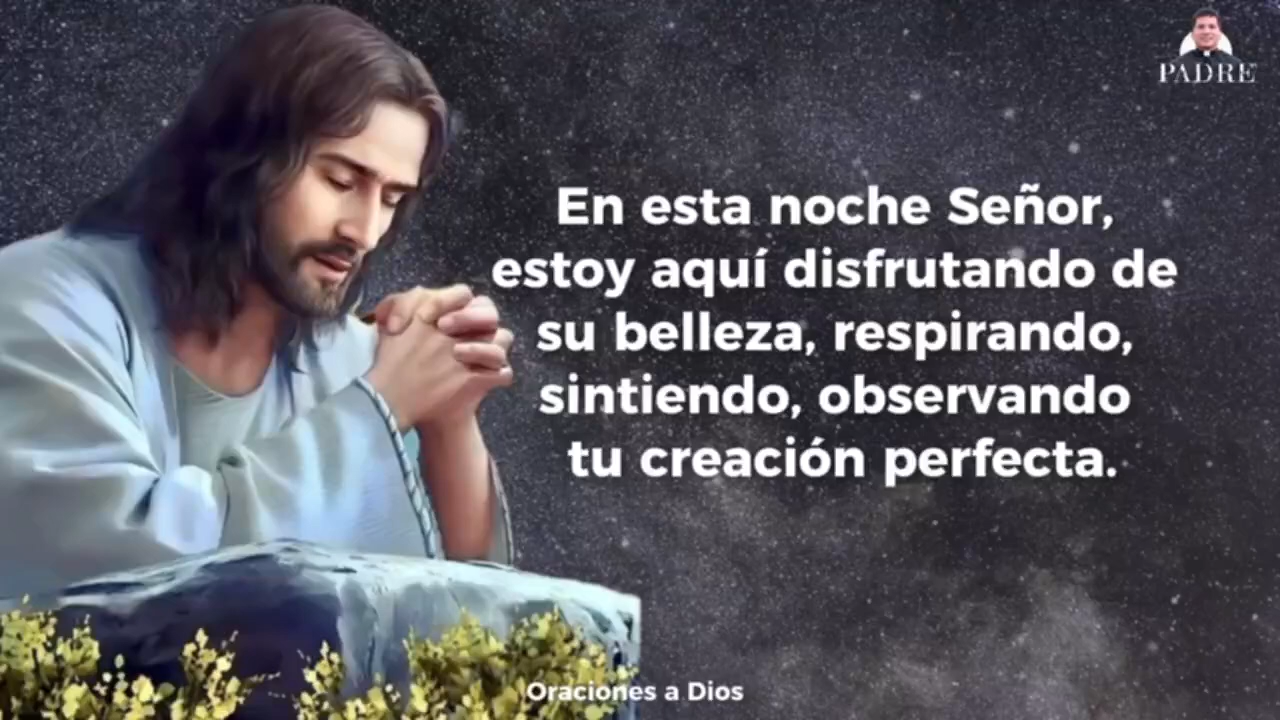 PADRE
En esta noche Señor,
estoy aquí disfrutando de
su belleza, respirando,
sintiendo, observando
tu creación perfecta.
Oraciones a Dios